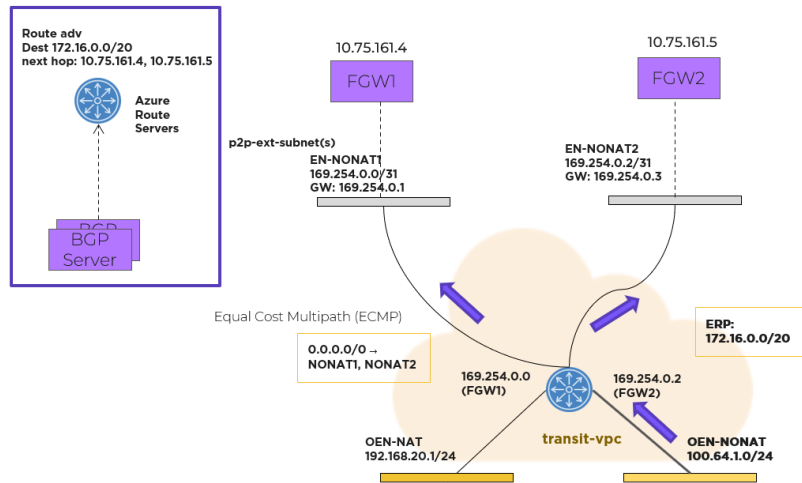 Route adv
Dest 172.16.0.0/20
next hop: 10.75.161.4, 10.75.161.5
Azure
Route
Servers
BGP
BGP
Server
10.75.161.4
FGW1
10.75.161.5
FGW2
p2p-ext-subnet(s)
EN-NONAT1
169.254.0.0/31
GW: 169.254.0.1
EN-NONAT2
169.254.0.2/31
GW: 169.254.0.3
Equal Cost Multipath (ECMP)
0.0.0.0/0 →
NONAT1, NONAT2
ERP:
172.16.0.0/20
169.254.0.0
(FGW1)
169.254.0.2
(FGW2)
transit-vpc
OEN-NAT
192.168.20.1/24
OEN-NONAT
100.64.1.0/24